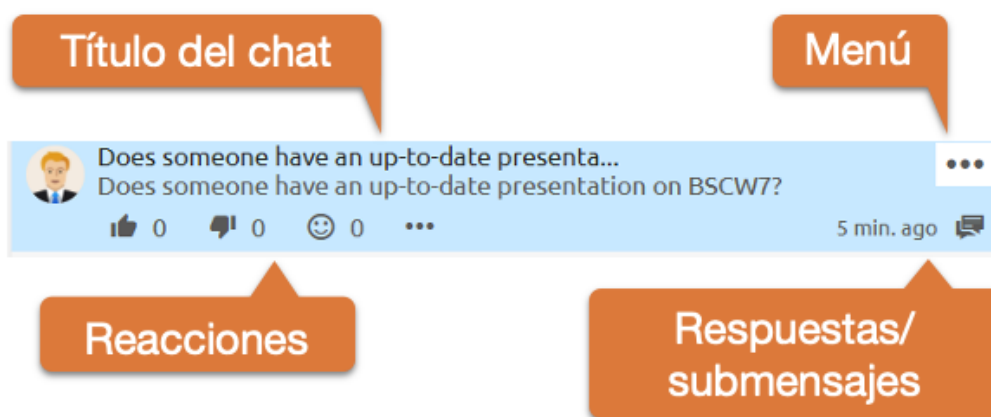 Título del chat
Menú
Does someone have an up-to-date presenta...
Does someone have an up-to-date presentation on BSCW7?
0 0 0
5 min. ago
Reacciones
Respuestas/
submensajes